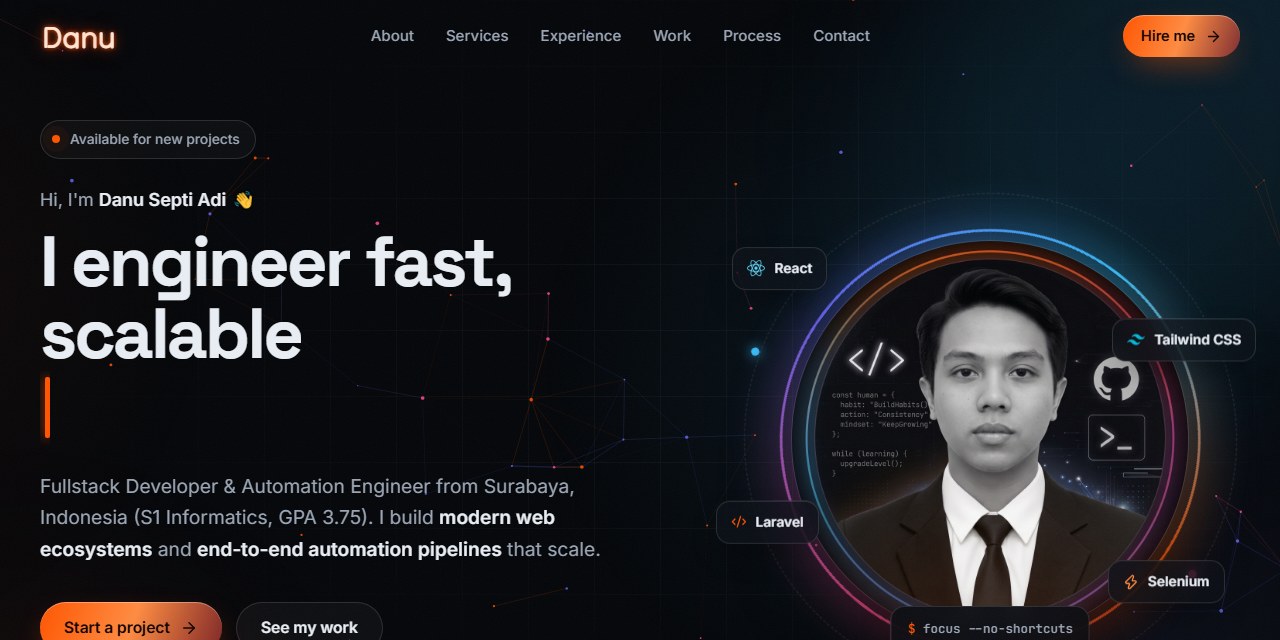 Danu
About
Services
Experience
Work
Process
Contact
Hire me →
Available for new projects
Hi, I'm Danu Septi Adi 👋
I engineer fast,
scalable
Fullstack Developer & Automation Engineer from Surabaya,
Indonesia (S1 Informatics, GPA 3.75). I build modern web
ecosystems and end-to-end automation pipelines that scale.
Start a project →
See my work
React
Tailwind CSS
</>
const human = {
habit: "BuildHabits()
action: "Consistency"
mindset: "KeepGrowing"
};
while (learning) {
upgradeLevel();
}
>_
</> Laravel
Selenium
$ focus --no-shortcuts